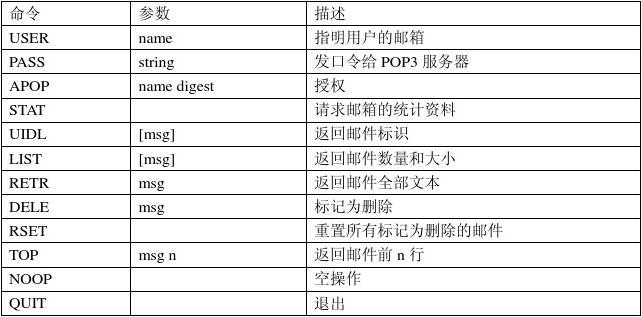 命令 参数 描述
USER name 指明用户的邮箱
PASS string 发口令给 POP3 服务器
APOP name digest 授权
STAT 请求邮箱的统计资料
UIDL [msg] 返回邮件标识
LIST [msg] 返回邮件数量和大小
RETR msg 返回邮件全部文本
DELE msg 标记为删除
RSET 重置所有标记为删除的邮件
TOP msg n 返回邮件前 n 行
NOOP 空操作
QUIT 退出